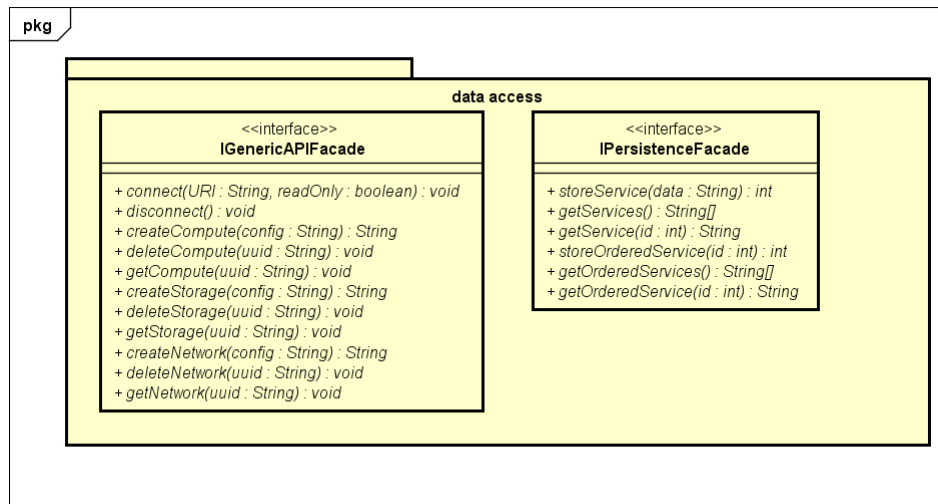 pkg
data access
<<interface>>
IGenericAPIFacade
+ connect(URI : String, readOnly : boolean) : void
+ disconnect() : void
+ createCompute(config : String) : String
+ deleteCompute(uuid : String) : void
+ getCompute(uuid : String) : void
+ createStorage(config : String) : String
+ deleteStorage(uuid : String) : void
+ getStorage(uuid : String) : void
+ createNetwork(config : String) : String
+ deleteNetwork(uuid : String) : void
+ getNetwork(uuid : String) : void
<<interface>>
IPersistenceFacade
+ storeService(data : String) : int
+ getServices() : String[]
+ getService(id : int) : String
+ storeOrderedService(id : int) : int
+ getOrderedServices() : String[]
+ getOrderedService(id : int) : String